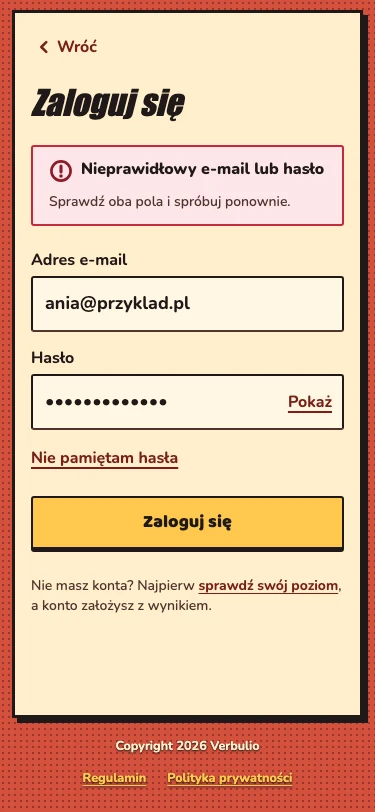 Wróć
Zaloguj się
Nieprawidłowy e-mail lub hasło
Sprawdź oba pola i spróbuj ponownie.
Adres e-mail
ania@przyklad.pl
Hasło
•••••••••••••
Pokaż
Nie pamiętam hasła
Zaloguj się
Nie masz konta? Najpierw sprawdź swój poziom,
a konto założysz z wynikiem.
Copyright 2026 Verbulio
Regulamin Polityka prywatności